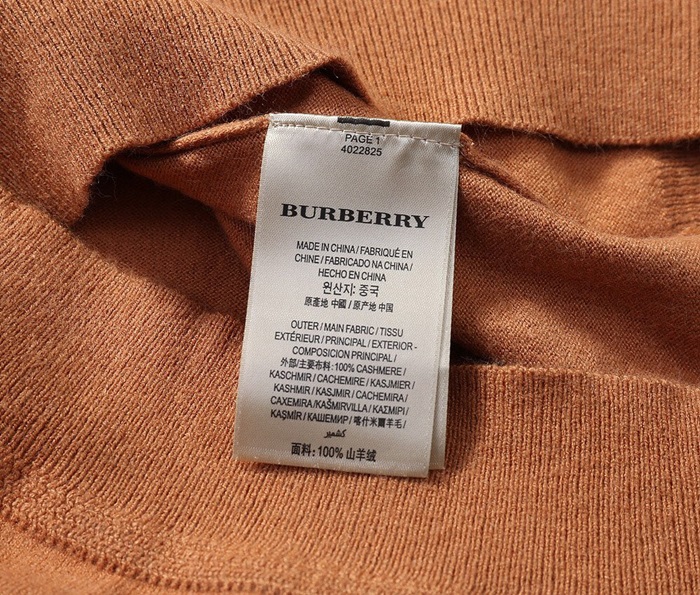 PAGE 1
4022825
BURBERRY
MADE IN CHINA / FABRIQUÉ EN
CHINE / FABRICADO NA CHINA /
HECHO EN CHINA
원산지: 중국
原產地 中國 / 原产地 中国
OUTER / MAIN FABRIC / TISSU
EXTÉRIEUR / PRINCIPAL / EXTERIOR -
COMPOSICIÓN PRINCIPAL /
外部/主要布料: 100% CASHMERE /
KASCHMIR / CACHEMIRE / KASJMIER /
KASHMIR / KASJMIR / CACHEMIRA /
CAXEMIRA/KAŠMIRVILLA / ΚΑΣΜΙΡΙ /
KAŞMİR / КАШЕМИР / 喀什米爾羊毛 /
كشمير
面料: 100% 山羊绒